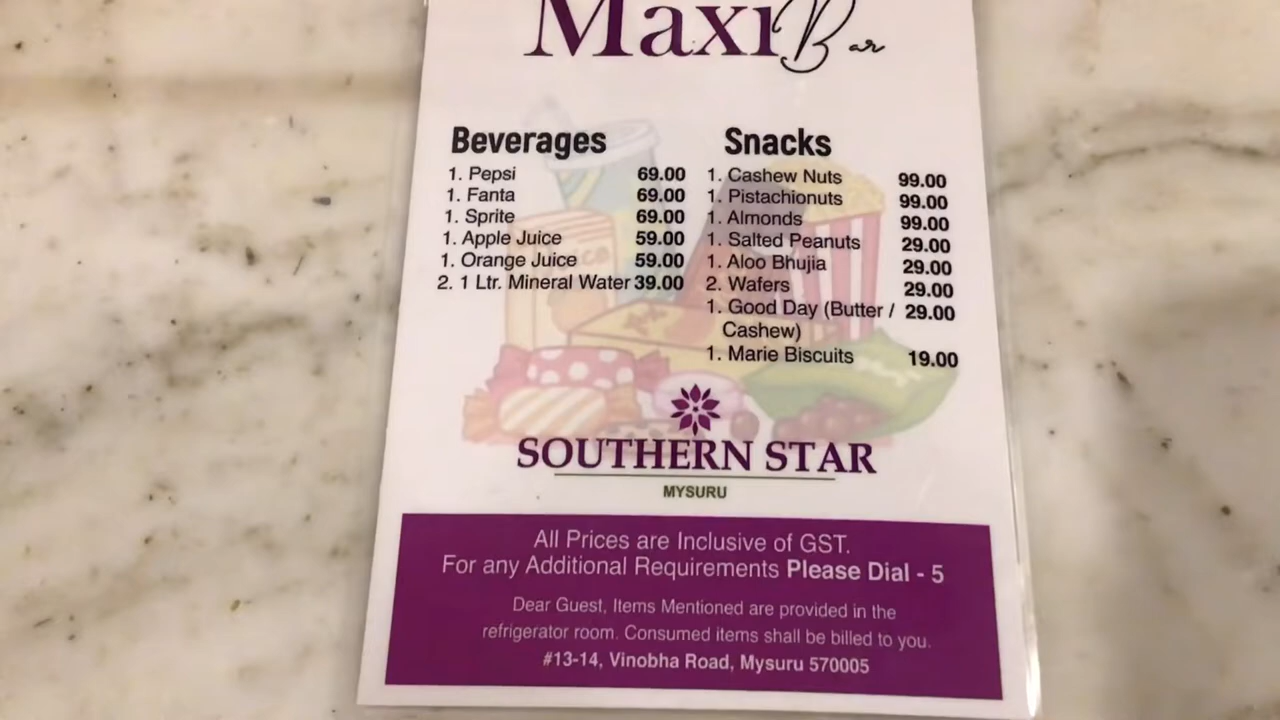 Maxi Bar
Beverages
1. Pepsi 69.00
1. Fanta 69.00
1. Sprite 69.00
1. Apple Juice 59.00
1. Orange Juice 59.00
2. 1 Ltr. Mineral Water 39.00
Snacks
1. Cashew Nuts 99.00
1. Pistachionuts 99.00
1. Almonds 99.00
1. Salted Peanuts 29.00
1. Aloo Bhujia 29.00
2. Wafers 29.00
1. Good Day (Butter / 29.00
Cashew)
1. Marie Biscuits 19.00
SOUTHERN STAR
MYSURU
All Prices are Inclusive of GST.
For any Additional Requirements Please Dial - 5
Dear Guest, Items Mentioned are provided in the
refrigerator room. Consumed items shall be billed to you.
#13-14, Vinobha Road, Mysuru 570005